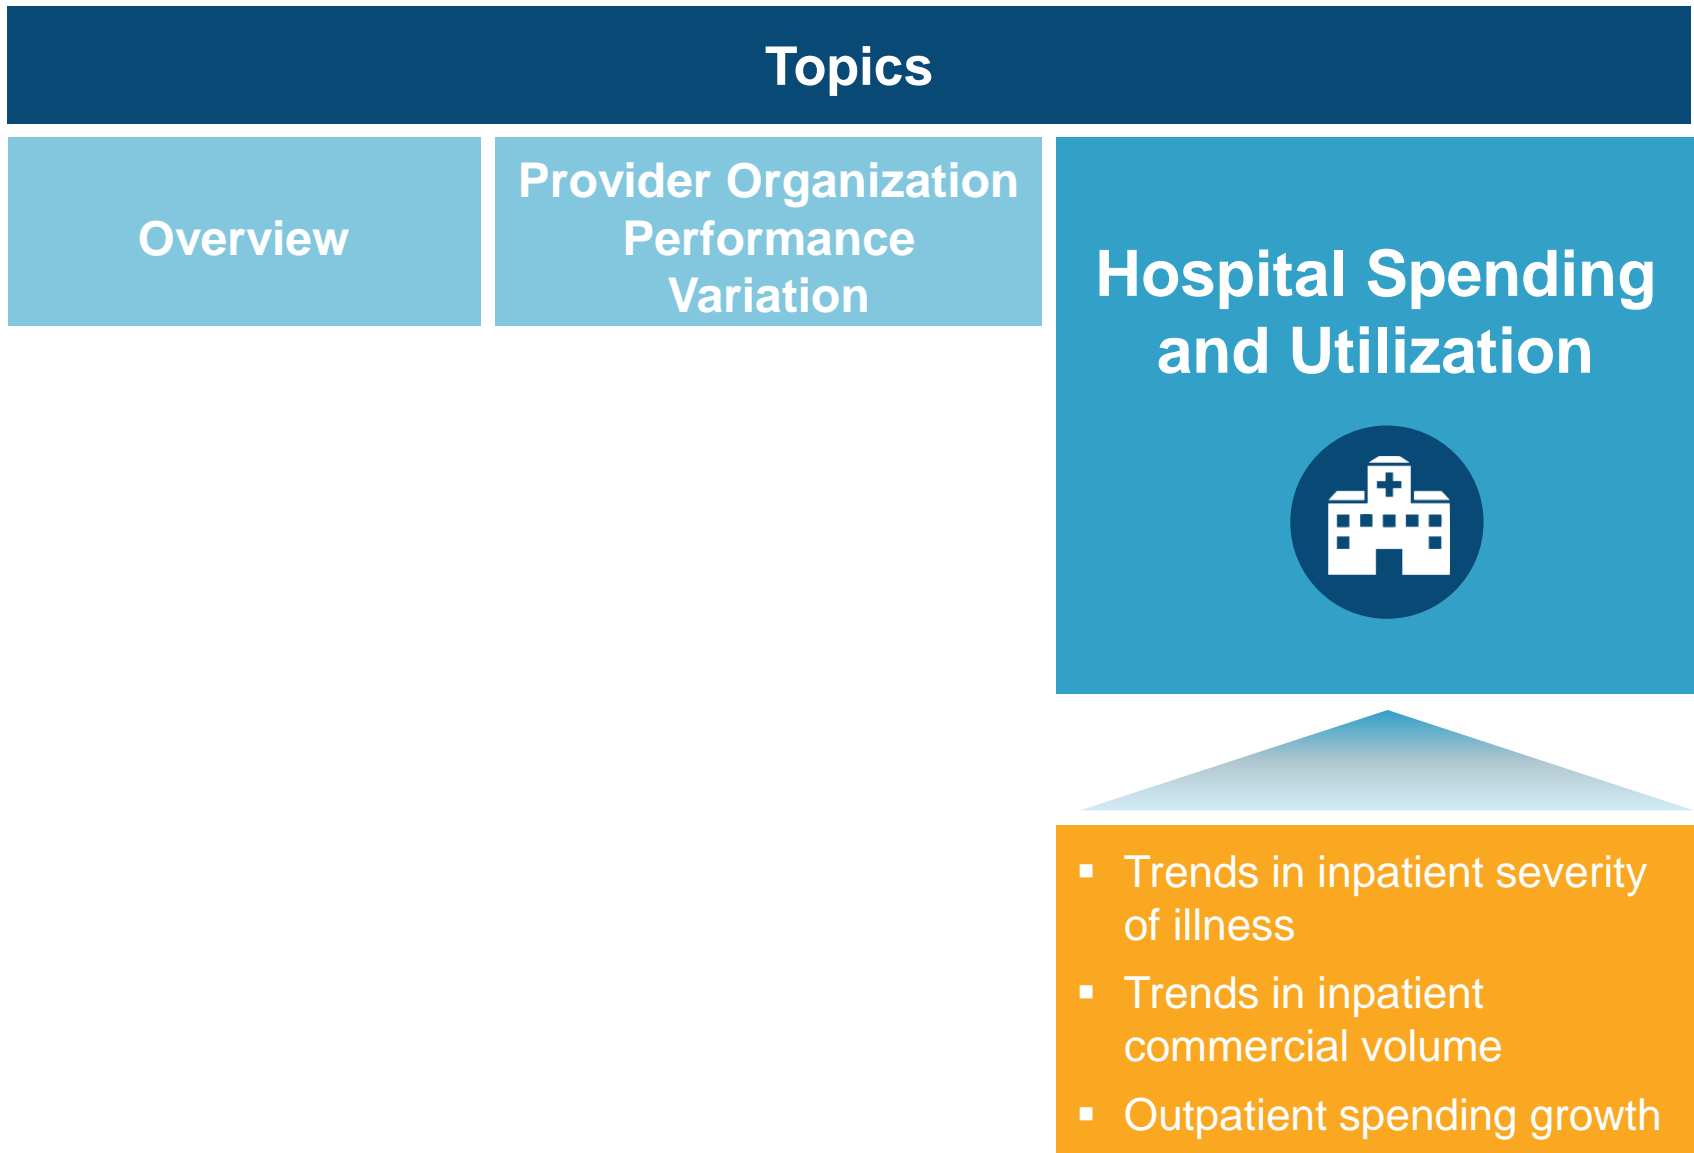 Topics
Overview
Provider Organization
Performance
Variation
Hospital Spending
and Utilization
▪ Trends in inpatient severity
of illness
▪ Trends in inpatient
commercial volume
▪ Outpatient spending growth